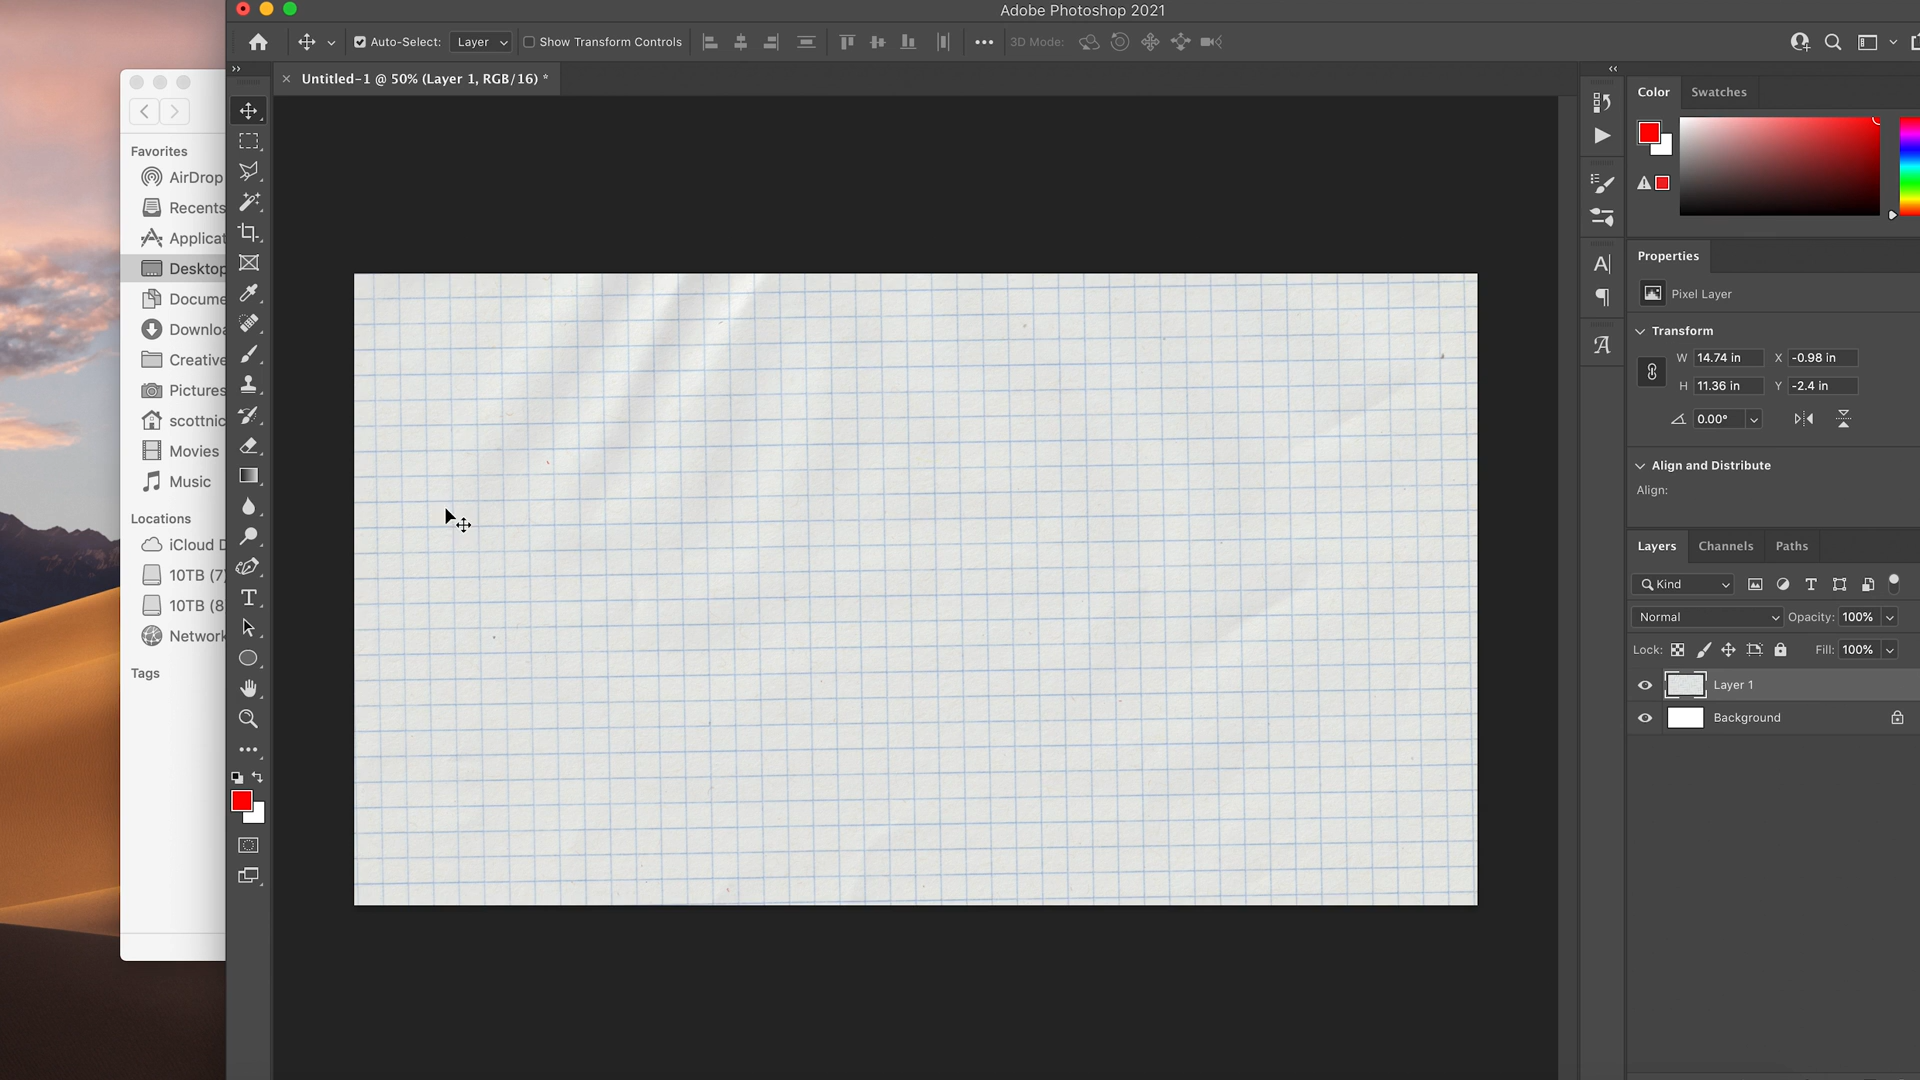 Adobe Photoshop 2021
Auto-Select: Layer Show Transform Controls 3D Mode:
Untitled-1 @ 50% (Layer 1, RGB/16) *
Favorites
AirDrop
Recents
Applicat
Desktop
Docume
Downloa
Creative
Pictures
scottnic
Movies
Music
Locations
iCloud D
10TB (7)
10TB (8
Network
Tags
Color Swatches
Properties
Pixel Layer
Transform
W 14.74 in X -0.98 in
H 11.36 in Y -2.4 in
0.00°
Align and Distribute
Align:
Layers Channels Paths
Kind
Normal Opacity: 100%
Lock: Fill: 100%
Layer 1
Background